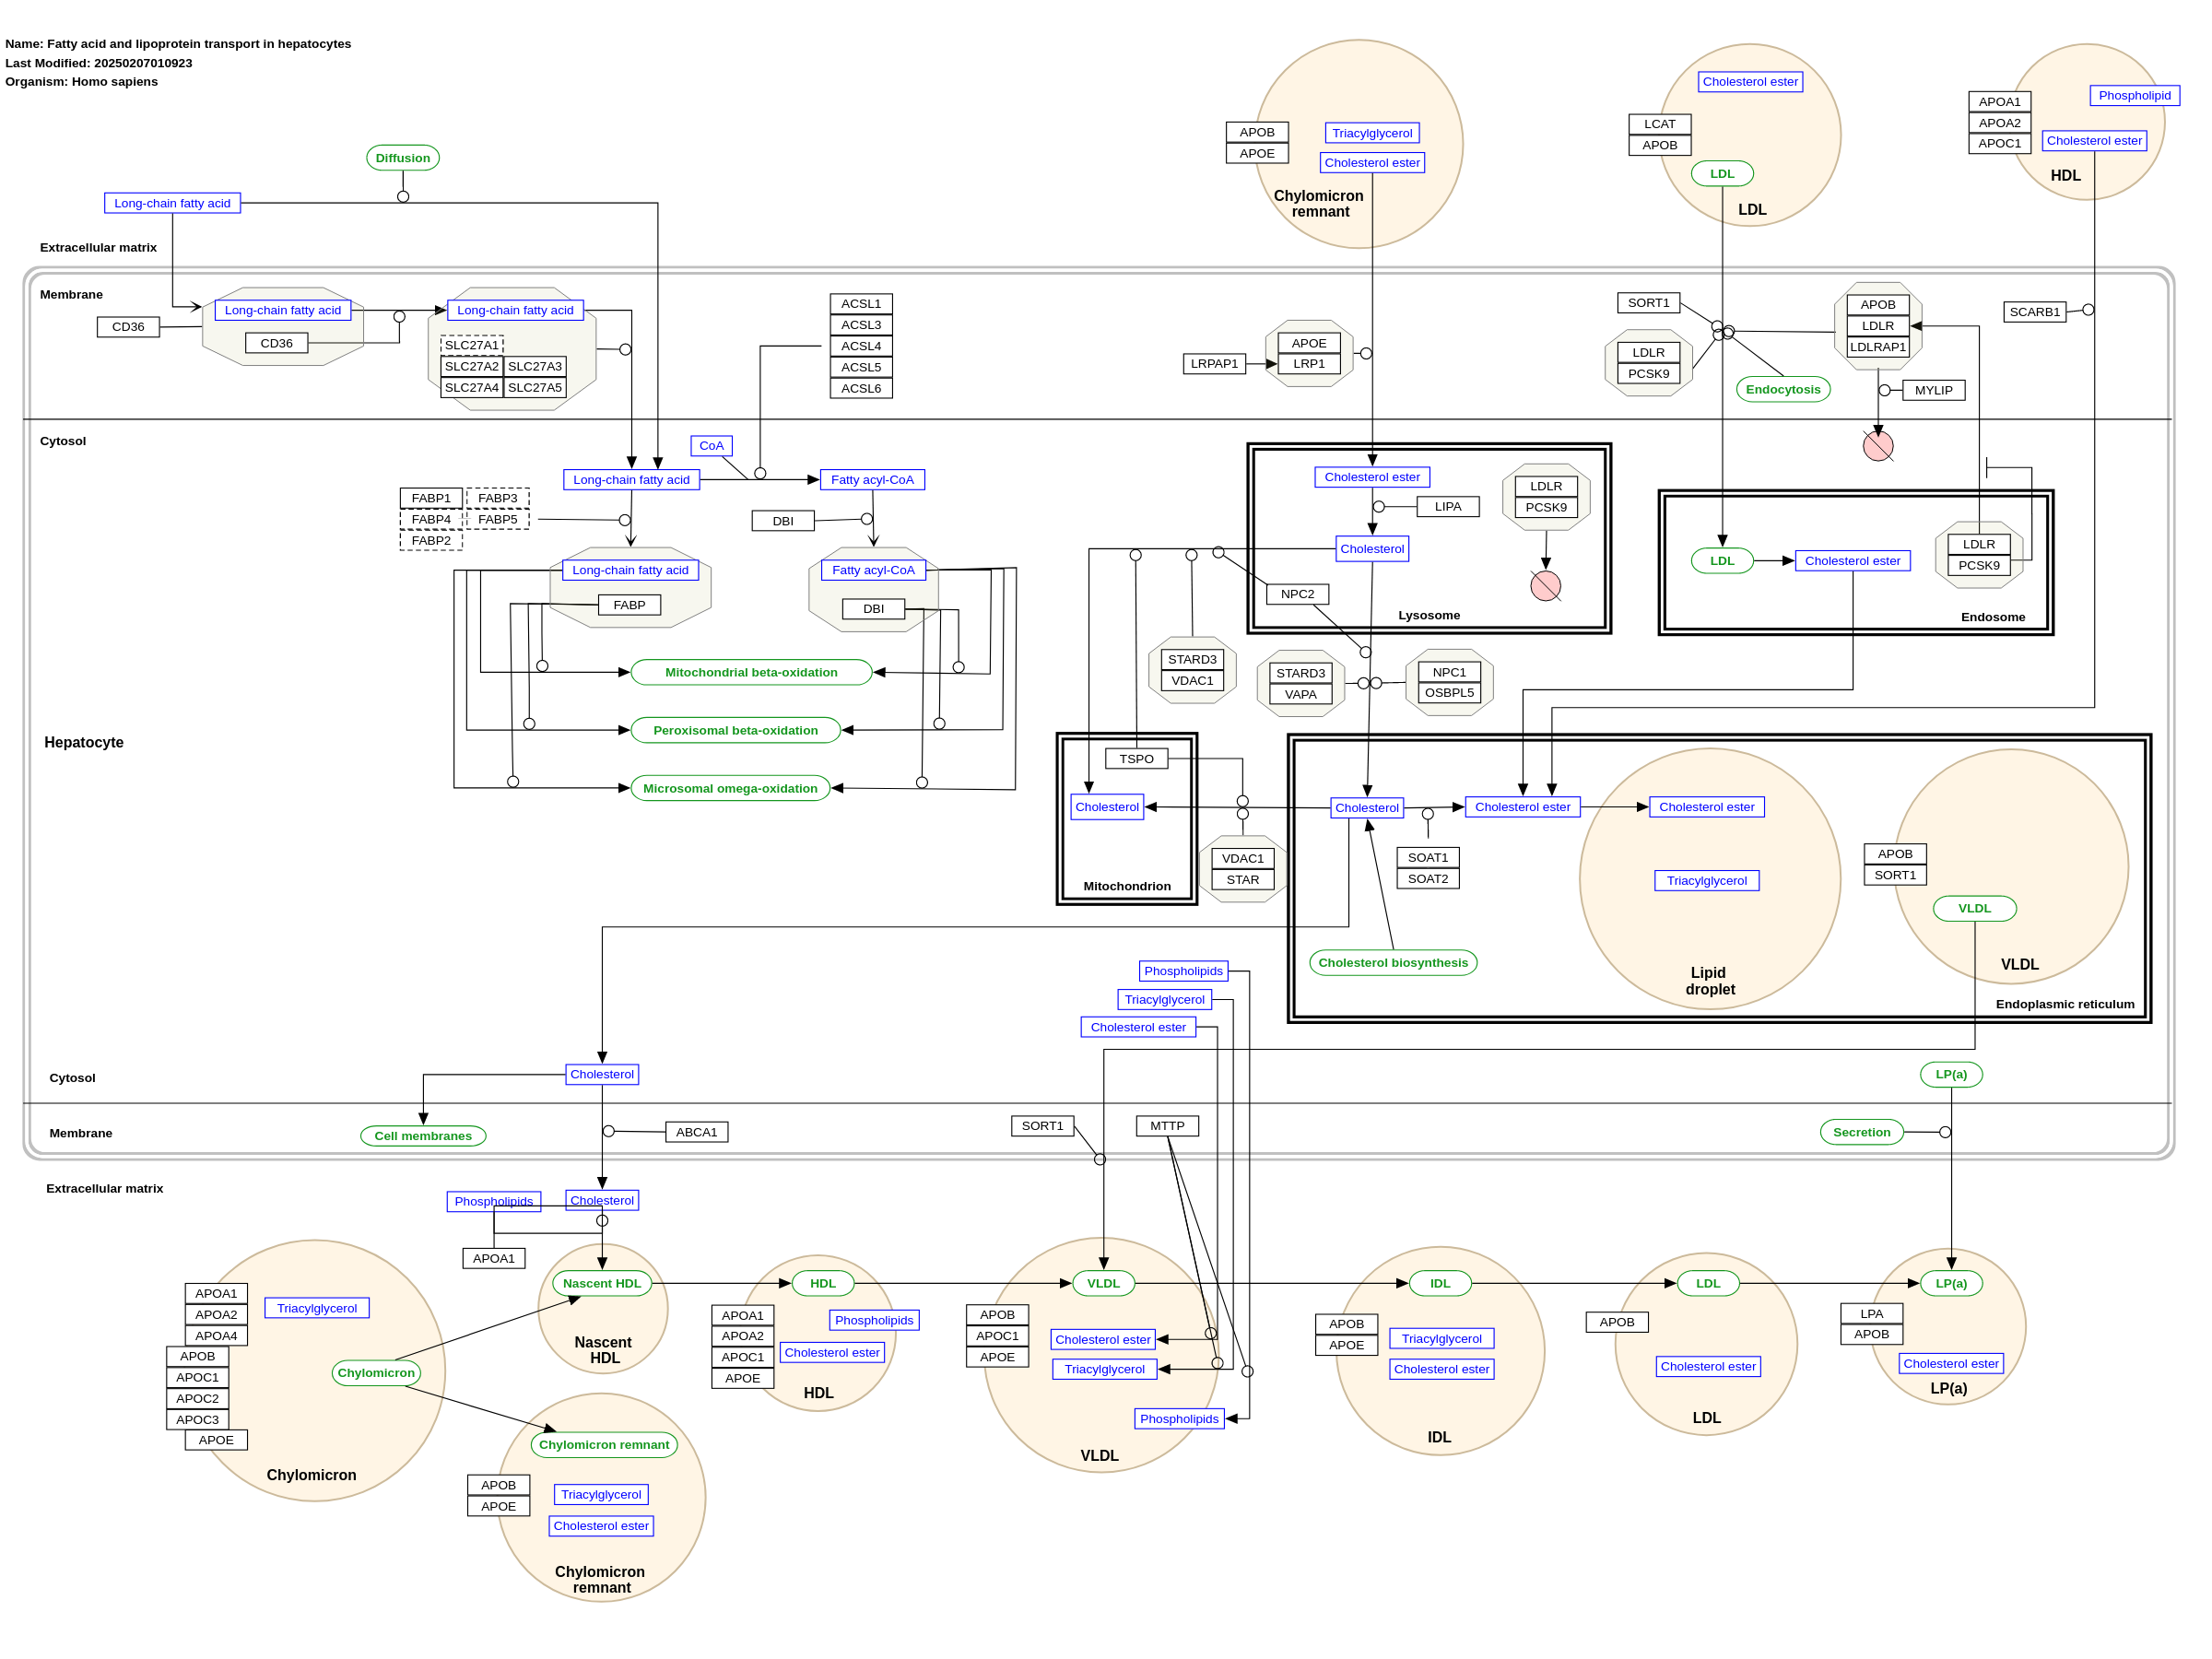 Name: Fatty acid and lipoprotein transport in hepatocytes
Last Modified: 20250207010923
Organism: Homo sapiens
Diffusion
Long-chain fatty acid
Extracellular matrix
APOB
APOE
Triacylglycerol
Cholesterol ester
Chylomicron
remnant
Cholesterol ester
LCAT
APOB
LDL
LDL
APOA1
APOA2
APOC1
Phospholipid
Cholesterol ester
HDL
Membrane
CD36
Long-chain fatty acid
CD36
Long-chain fatty acid
SLC27A1
SLC27A2
SLC27A3
SLC27A4
SLC27A5
ACSL1
ACSL3
ACSL4
ACSL5
ACSL6
LRPAP1
APOE
LRP1
SORT1
LDLR
PCSK9
Endocytosis
APOB
LDLR
LDLRAP1
MYLIP
SCARB1
Cytosol
CoA
Long-chain fatty acid
Fatty acyl-CoA
FABP1
FABP3
FABP4
FABP5
FABP2
DBI
Long-chain fatty acid
FABP
Fatty acyl-CoA
DBI
Mitochondrial beta-oxidation
Peroxisomal beta-oxidation
Microsomal omega-oxidation
Cholesterol ester
LIPA
Cholesterol
NPC2
LDLR
PCSK9
Lysosome
LDL
Cholesterol ester
LDLR
PCSK9
Endosome
STARD3
VDAC1
STARD3
VAPA
NPC1
OSBPL5
Hepatocyte
TSPO
Cholesterol
Mitochondrion
VDAC1
STAR
Cholesterol
Cholesterol ester
Cholesterol ester
SOAT1
SOAT2
Triacylglycerol
Lipid
droplet
APOB
SORT1
VLDL
VLDL
Cholesterol biosynthesis
Endoplasmic reticulum
Phospholipids
Triacylglycerol
Cholesterol ester
Cytosol
Cholesterol
LP(a)
Membrane
Cell membranes
ABCA1
SORT1
MTTP
Secretion
Extracellular matrix
Phospholipids
Cholesterol
APOA1
APOA1
APOA2
APOA4
APOB
APOC1
APOC2
APOC3
APOE
Triacylglycerol
Chylomicron
Chylomicron
Nascent HDL
Nascent
HDL
Chylomicron remnant
APOB
APOE
Triacylglycerol
Cholesterol ester
Chylomicron
remnant
HDL
APOA1
APOA2
APOC1
APOE
Phospholipids
Cholesterol ester
HDL
VLDL
APOB
APOC1
APOE
Cholesterol ester
Triacylglycerol
Phospholipids
VLDL
IDL
APOB
APOE
Triacylglycerol
Cholesterol ester
IDL
LDL
APOB
Cholesterol ester
LDL
LP(a)
LPA
APOB
Cholesterol ester
LP(a)